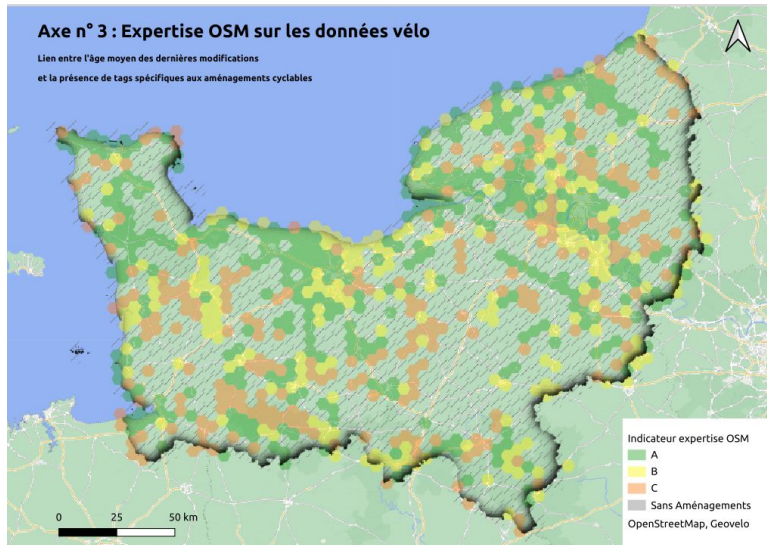 Axe n° 3 : Expertise OSM sur les données vélo
Lien entre l'âge moyen des dernières modifications
et la présence de tags spécifiques aux aménagements cyclables
Indicateur expertise OSM
A
B
C
Sans Aménagements
OpenStreetMap, Geovelo
0 25 50 km